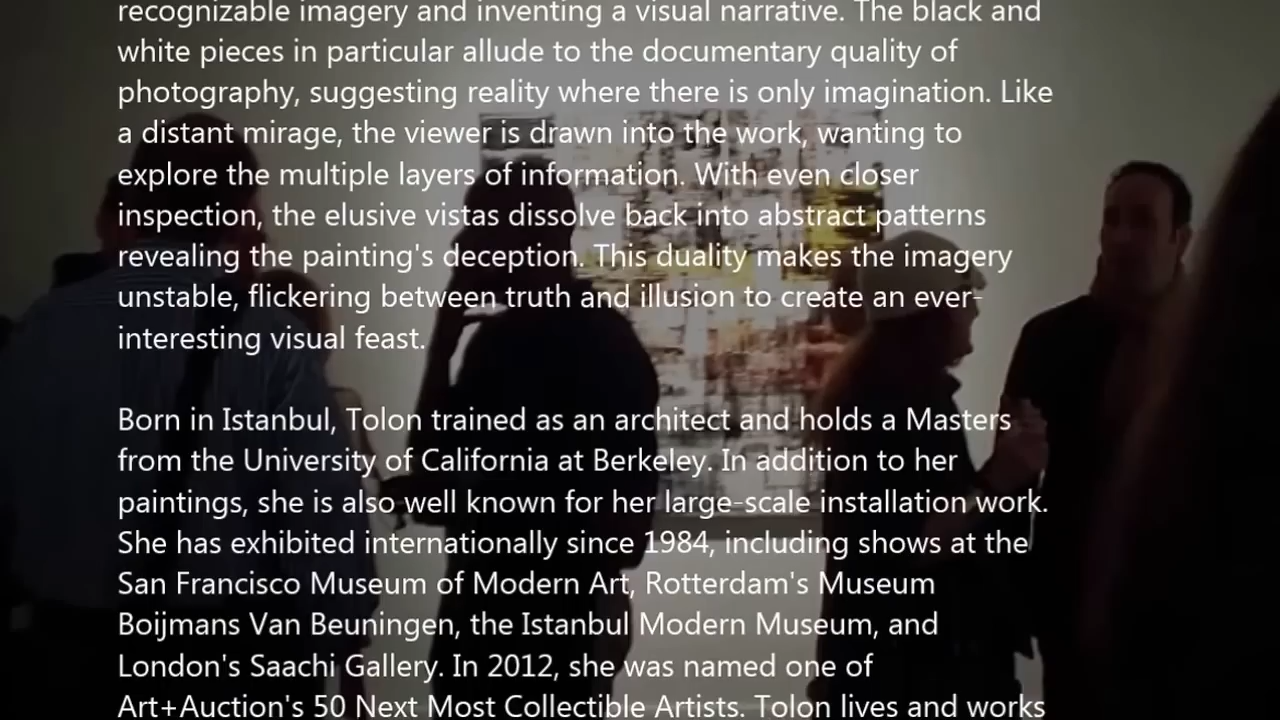 recognizable imagery and inventing a visual narrative. The black and
white pieces in particular allude to the documentary quality of
photography, suggesting reality where there is only imagination. Like
a distant mirage, the viewer is drawn into the work, wanting to
explore the multiple layers of information. With even closer
inspection, the elusive vistas dissolve back into abstract patterns
revealing the painting's deception. This duality makes the imagery
unstable, flickering between truth and illusion to create an ever-
interesting visual feast.
Born in Istanbul, Tolon trained as an architect and holds a Masters
from the University of California at Berkeley. In addition to her
paintings, she is also well known for her large-scale installation work.
She has exhibited internationally since 1984, including shows at the
San Francisco Museum of Modern Art, Rotterdam's Museum
Boijmans Van Beuningen, the Istanbul Modern Museum, and
London's Saachi Gallery. In 2012, she was named one of
Art+Auction's 50 Next Most Collectible Artists. Tolon lives and works